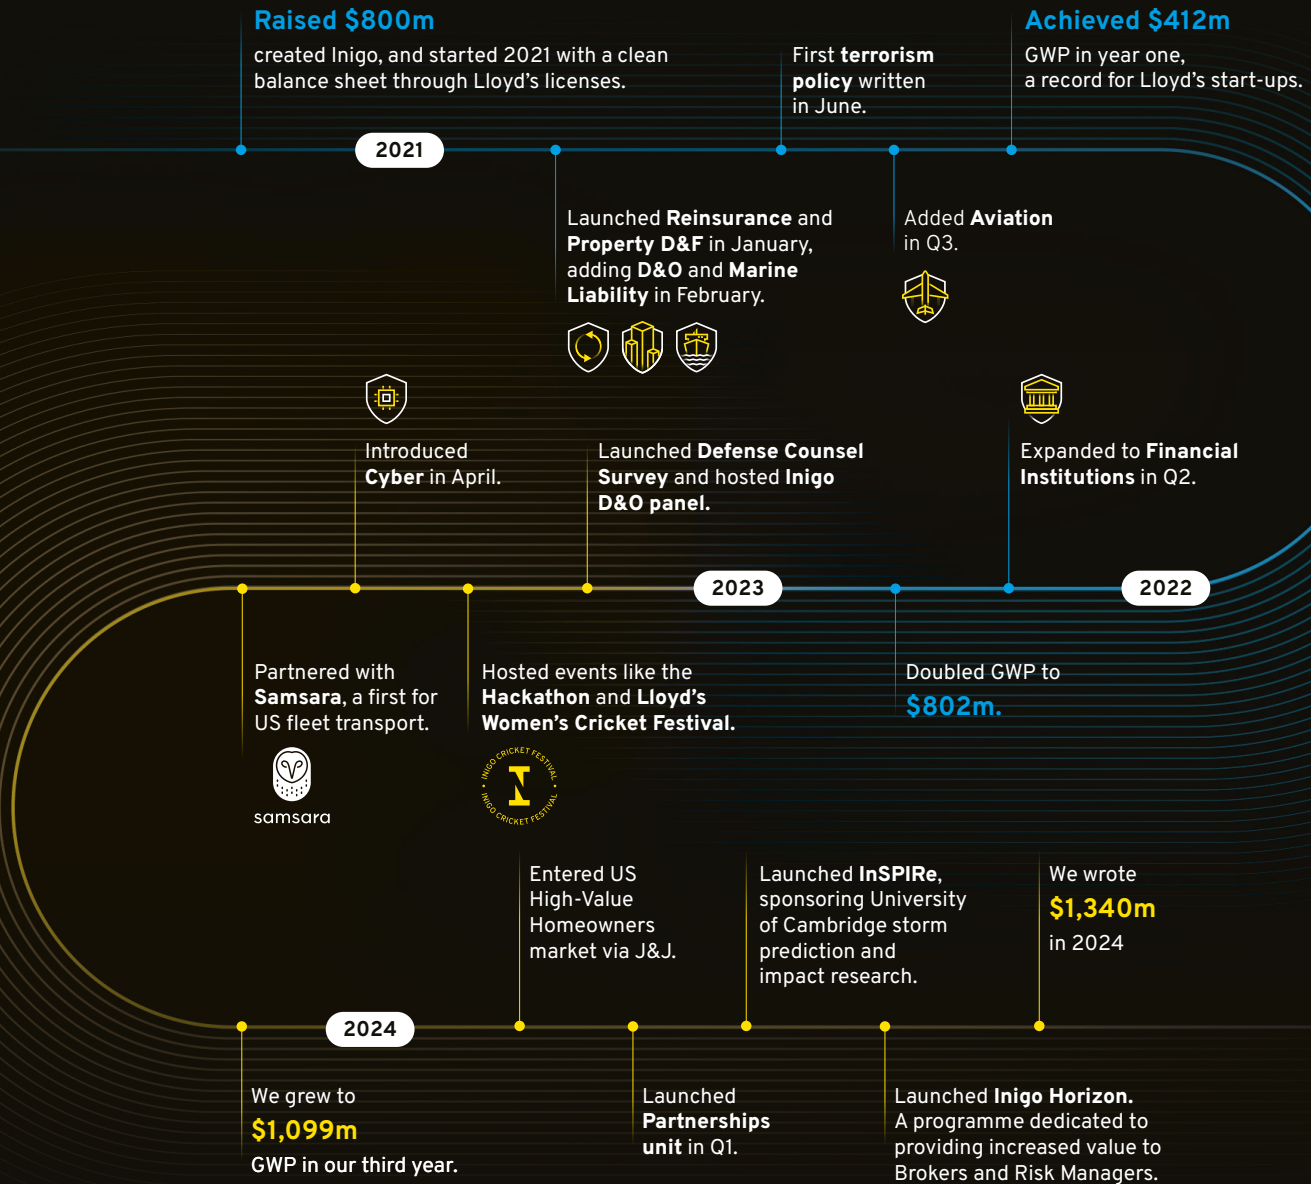 Raised $800m
created Inigo, and started 2021 with a clean
balance sheet through Lloyd's licenses.
First terrorism
policy written
in June.
Achieved $412m
GWP in year one,
a record for Lloyd's start-ups.
2021
Launched Reinsurance and
Property D&F in January,
adding D&O and Marine
Liability in February.
Added Aviation
in Q3.
Introduced
Cyber in April.
Launched Defense Counsel
Survey and hosted Inigo
D&O panel.
Expanded to Financial
Institutions in Q2.
2023
2022
Partnered with
Samsara, a first for
US fleet transport.
samsara
Hosted events like the
Hackathon and Lloyd's
Women's Cricket Festival.
INIGO CRICKET FESTIVAL
INIGO CRICKET FESTIVAL
Doubled GWP to
$802m.
Entered US
High-Value
Homeowners
market via J&J.
Launched InSPIRe,
sponsoring University
of Cambridge storm
prediction and
impact research.
We wrote
$1,340m
in 2024
2024
We grew to
$1,099m
GWP in our third year.
Launched
Partnerships
unit in Q1.
Launched Inigo Horizon.
A programme dedicated to
providing increased value to
Brokers and Risk Managers.